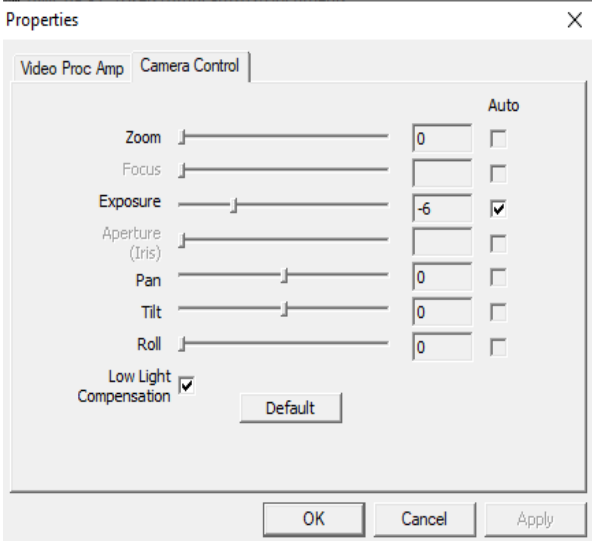 Properties
Video Proc Amp
Camera Control
Auto
Zoom 0
Focus
Exposure -6
Aperture
(Iris)
Pan 0
Tilt 0
Roll 0
Low Light
Compensation
Default
OK Cancel Apply